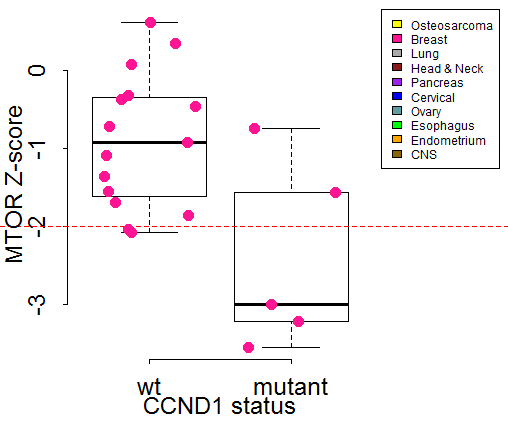 Osteosarcoma
Breast
Lung
Head & Neck
Pancreas
Cervical
Ovary
Esophagus
Endometrium
CNS
MTOR Z-score
0
-1
-2
-3
wt mutant
CCND1 status